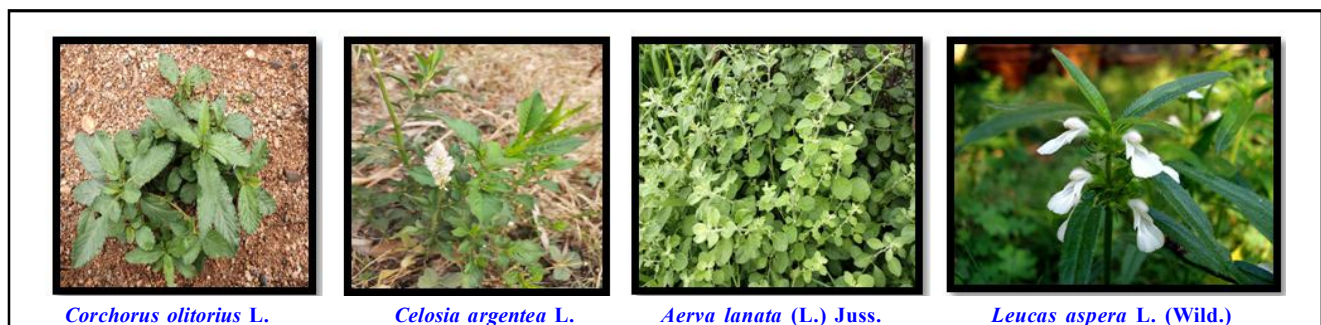 Corchorus olitorius L.
Celosia argentea L.
Aerva lanata (L.) Juss.
Leucas aspera L. (Wild.)